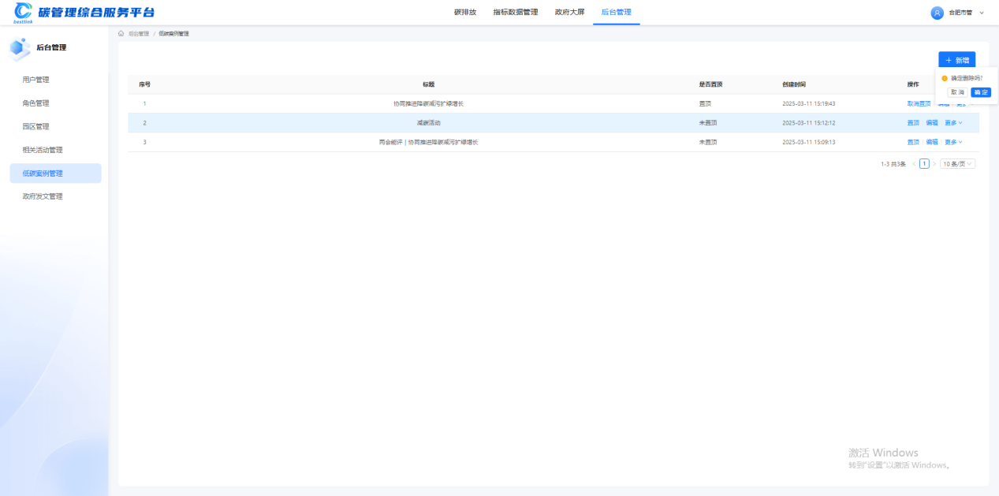 碳管理综合服务平台
bestlink
碳排放 指标数据管理 政府大屏 后台管理
合肥市管
后台管理
用户管理
角色管理
园区管理
相关活动管理
低碳案例管理
政府发文管理
后台管理 / 低碳案例管理
+ 新增
确定删除吗?
取消 确定
序号 标题 是否置顶 创建时间 操作
1 协同推进降碳减污扩绿增长 置顶 2025-03-11 15:19:43 取消置顶 编辑 更多
2 减碳活动 未置顶 2025-03-11 15:12:12 置顶 编辑 更多
3 两会能评 | 协同推进降碳减污扩绿增长 未置顶 2025-03-11 15:09:13 置顶 编辑 更多
1-3 共3条 < 1 > 10 条/页
激活 Windows
转到"设置"以激活 Windows。